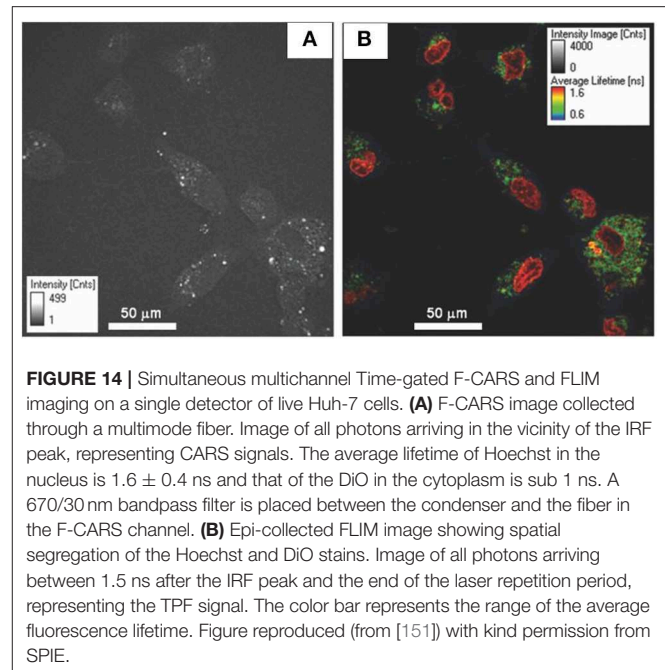 A
B
Intensity Image [Cnts]
4000
0
Average Lifetime [ns]
1.6
0.6
Intensity [Cnts]
499
1
50 µm
50 µm
FIGURE 14 | Simultaneous multichannel Time-gated F-CARS and FLIM
imaging on a single detector of live Huh-7 cells. (A) F-CARS image collected
through a multimode fiber. Image of all photons arriving in the vicinity of the IRF
peak, representing CARS signals. The average lifetime of Hoechst in the
nucleus is 1.6 ± 0.4 ns and that of the DiO in the cytoplasm is sub 1 ns. A
670/30 nm bandpass filter is placed between the condenser and the fiber in
the F-CARS channel. (B) Epi-collected FLIM image showing spatial
segregation of the Hoechst and DiO stains. Image of all photons arriving
between 1.5 ns after the IRF peak and the end of the laser repetition period,
representing the TPF signal. The color bar represents the range of the average
fluorescence lifetime. Figure reproduced (from [151]) with kind permission from
SPIE.